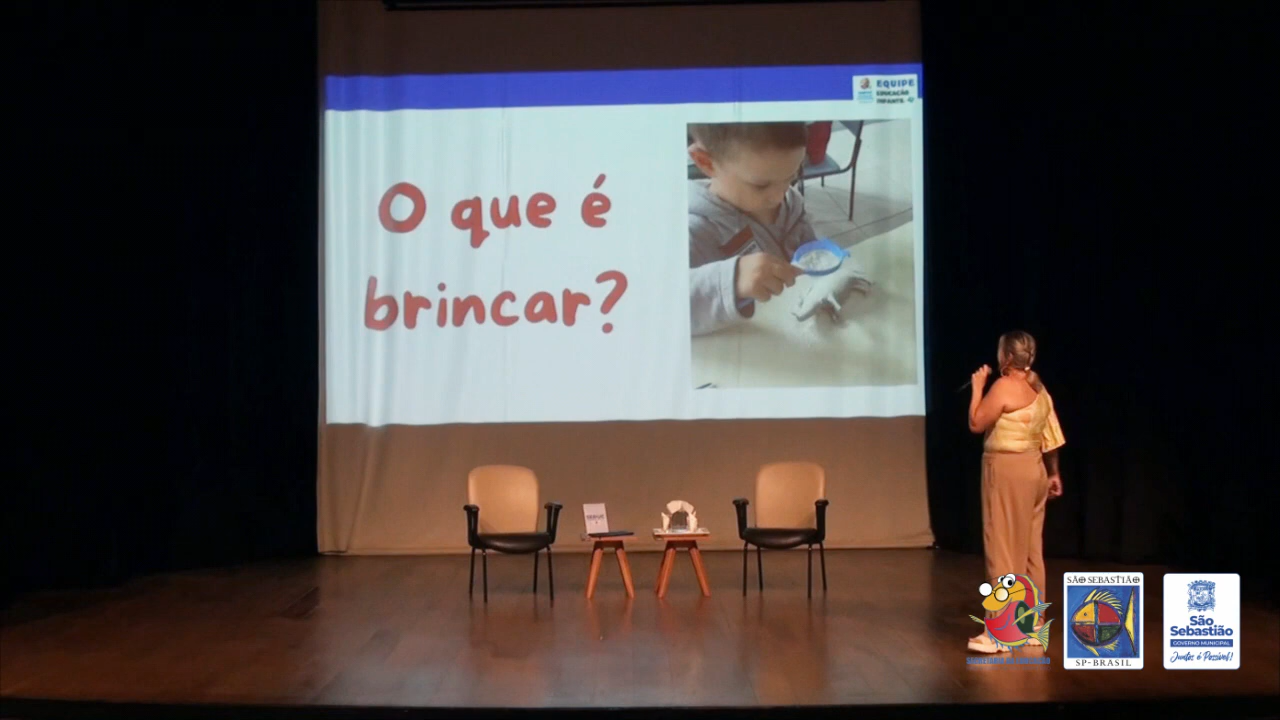 EQUIPE
EDUCAÇÃO
INFANTIL
O que é
brincar?
SÃO SEBASTIÃO
SP-BRASIL
São
Sebastião
GOVERNO MUNICIPAL
Juntos é Possível!